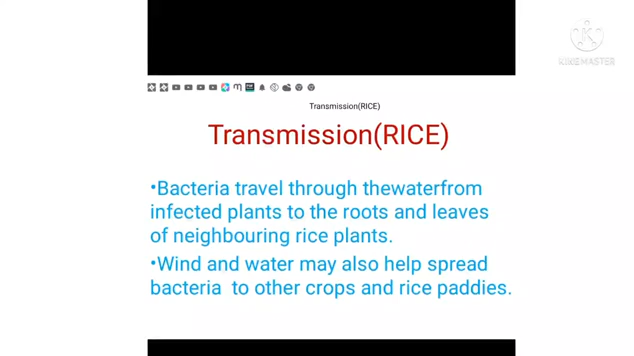 KINEMASTER
Transmission(RICE)
Transmission(RICE)
•Bacteria travel through thewaterfrom
infected plants to the roots and leaves
of neighbouring rice plants.
•Wind and water may also help spread
bacteria  to other crops and rice paddies.